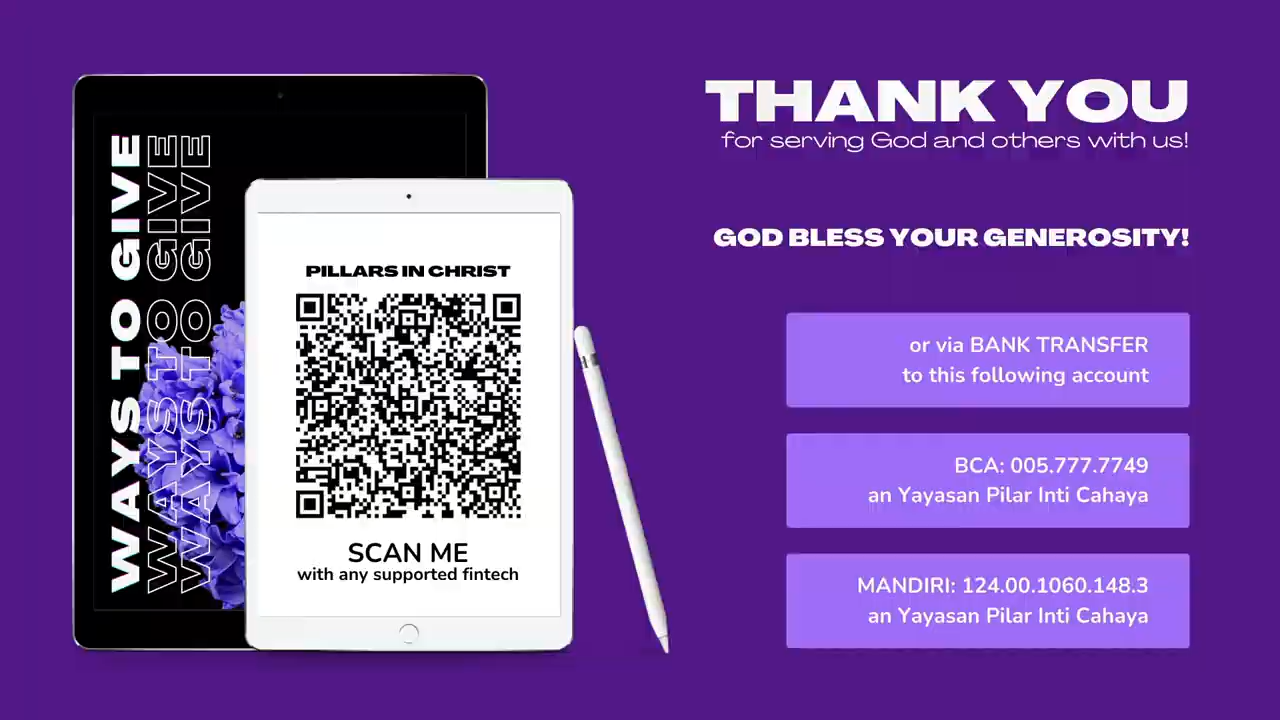 WAYS TO GIVE
WAYS TO GIVE
WAYS TO GIVE
PILLARS IN CHRIST
SCAN ME
with any supported fintech
THANK YOU
for serving God and others with us!
GOD BLESS YOUR GENEROSITY!
or via BANK TRANSFER
to this following account
BCA: 005.777.7749
an Yayasan Pilar Inti Cahaya
MANDIRI: 124.00.1060.148.3
an Yayasan Pilar Inti Cahaya